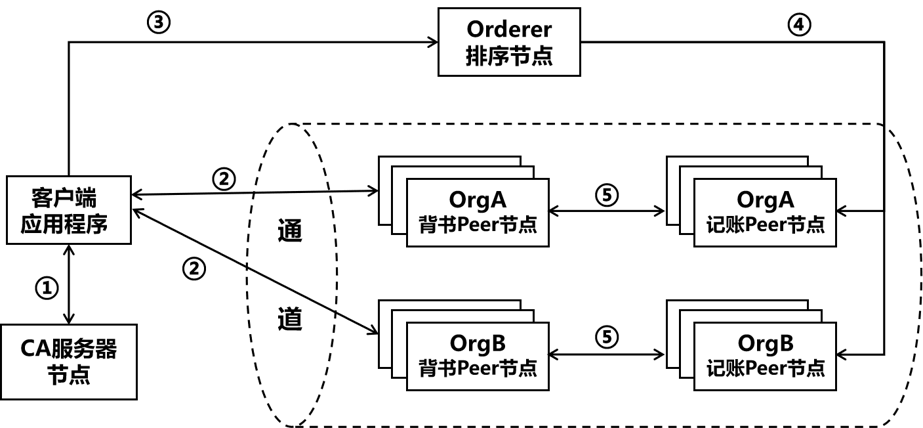 ③
Orderer
排序节点
④
客户端
应用程序
②
②
①
CA服务器
节点
通
道
OrgA
背书Peer节点
⑤
OrgA
记账Peer节点
OrgB
背书Peer节点
⑤
OrgB
记账Peer节点